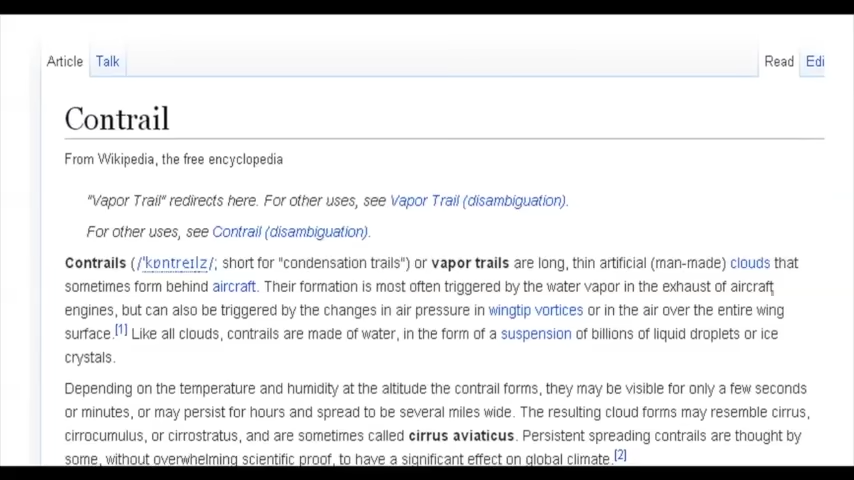 Article Talk Read Edi
Contrail
From Wikipedia, the free encyclopedia
"Vapor Trail" redirects here. For other uses, see Vapor Trail (disambiguation).
For other uses, see Contrail (disambiguation).
Contrails (/ˈkɒntreɪlz/; short for "condensation trails") or vapor trails are long, thin artificial (man-made) clouds that
sometimes form behind aircraft. Their formation is most often triggered by the water vapor in the exhaust of aircraft
engines, but can also be triggered by the changes in air pressure in wingtip vortices or in the air over the entire wing
surface.[1] Like all clouds, contrails are made of water, in the form of a suspension of billions of liquid droplets or ice
crystals.
Depending on the temperature and humidity at the altitude the contrail forms, they may be visible for only a few seconds
or minutes, or may persist for hours and spread to be several miles wide. The resulting cloud forms may resemble cirrus,
cirrocumulus, or cirrostratus, and are sometimes called cirrus aviaticus. Persistent spreading contrails are thought by
some, without overwhelming scientific proof, to have a significant effect on global climate.[2]